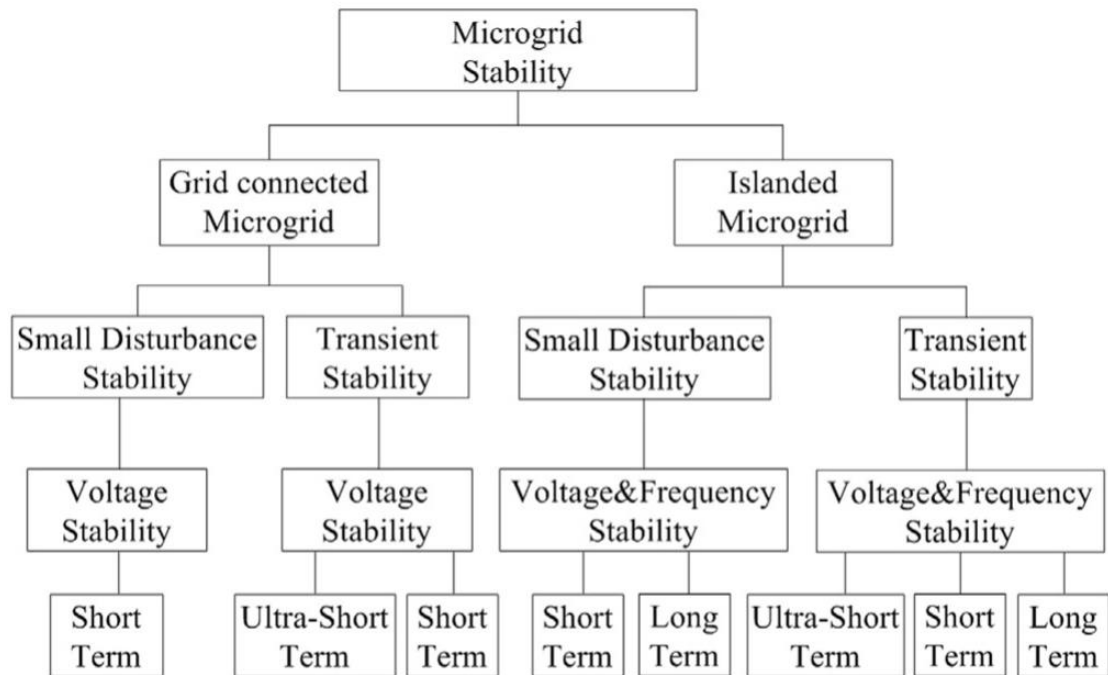 Microgrid
Stability
Grid connected
Microgrid
Islanded
Microgrid
Small Disturbance
Stability
Transient
Stability
Small Disturbance
Stability
Transient
Stability
Voltage
Stability
Voltage
Stability
Voltage&Frequency
Stability
Voltage&Frequency
Stability
Short
Term
Ultra-Short
Term
Short
Term
Short
Term
Long
Term
Ultra-Short
Term
Short
Term
Long
Term